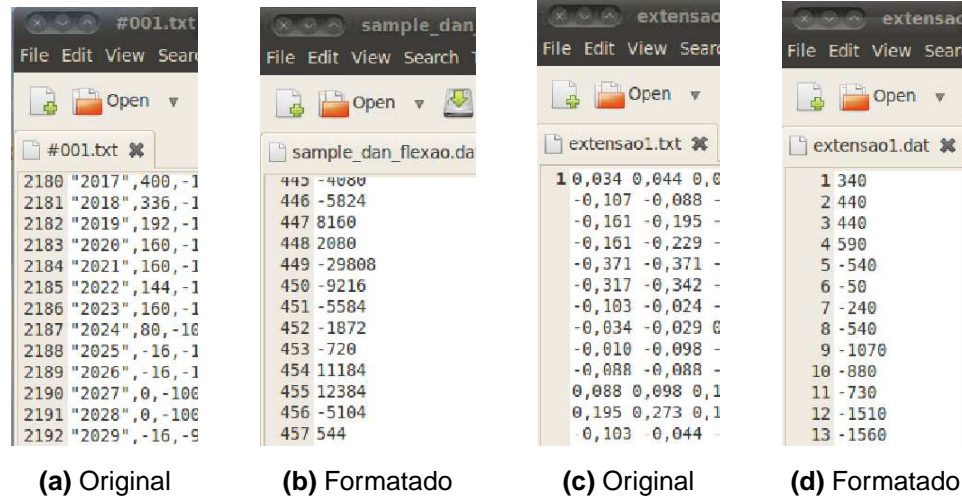 #001.txt
File Edit View
Open
#001.txt
2180 "2017",400,-1
2181 "2018",336,-1
2182 "2019",192,-1
2183 "2020",160,-1
2184 "2021",160,-1
2185 "2022",144,-1
2186 "2023",160,-1
2187 "2024",80,-10
2188 "2025",-16,-1
2189 "2026",-16,-1
2190 "2027",0,-100
2191 "2028",0,-100
2192 "2029",-16,-9
(a) Original
sample_dan_
File Edit View Search
Open
sample_dan_flexao.da
445 -4080
446 -5824
447 8160
448 2080
449 -29808
450 -9216
451 -5584
452 -1872
453 -720
454 11184
455 12384
456 -5104
457 544
(b) Formatado
extensao
File Edit View
Open
extensao1.txt
1 0,034 0,044 0,0
-0,107 -0,088 -
-0,161 -0,195 -
-0,161 -0,229 -
-0,371 -0,371 -
-0,317 -0,342 -
-0,103 -0,024 -
-0,034 -0,029 0
-0,010 -0,098 -
-0,088 -0,088 -
0,088 0,098 0,1
0,195 0,273 0,1
-0,103 -0,044 -
(c) Original
extensao
File Edit View
Open
extensao1.dat
1 340
2 440
3 440
4 590
5 -540
6 -50
7 -240
8 -540
9 -1070
10 -880
11 -730
12 -1510
13 -1560
(d) Formatado